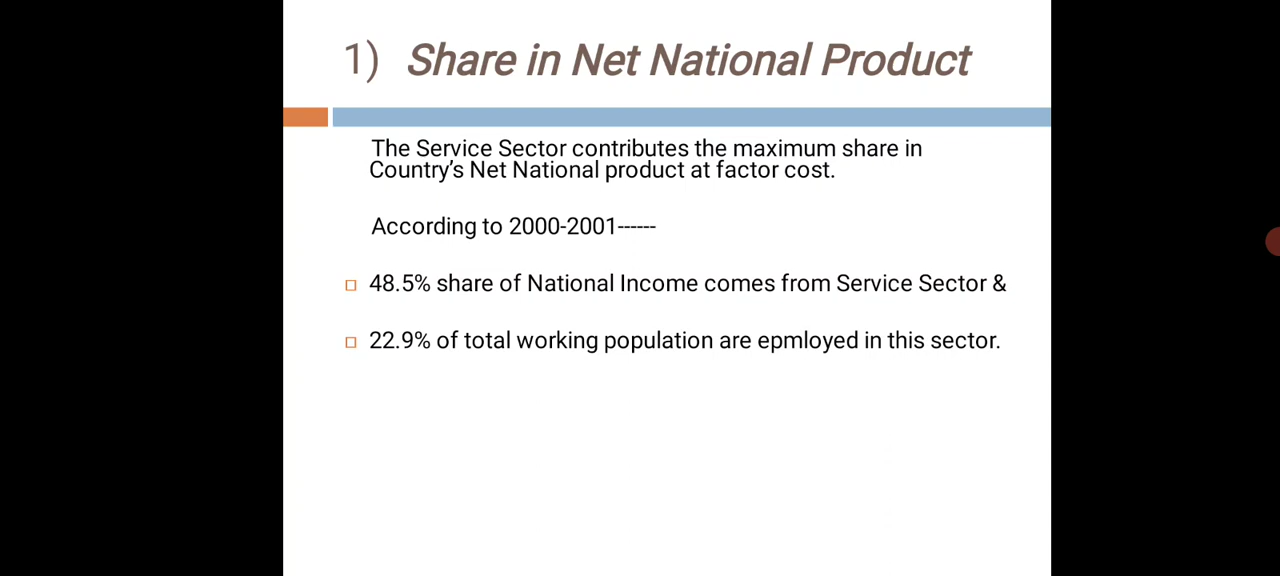 1) Share in Net National Product
The Service Sector contributes the maximum share in
Country's Net National product at factor cost.
According to 2000-2001------
48.5% share of National Income comes from Service Sector &
22.9% of total working population are epmloyed in this sector.